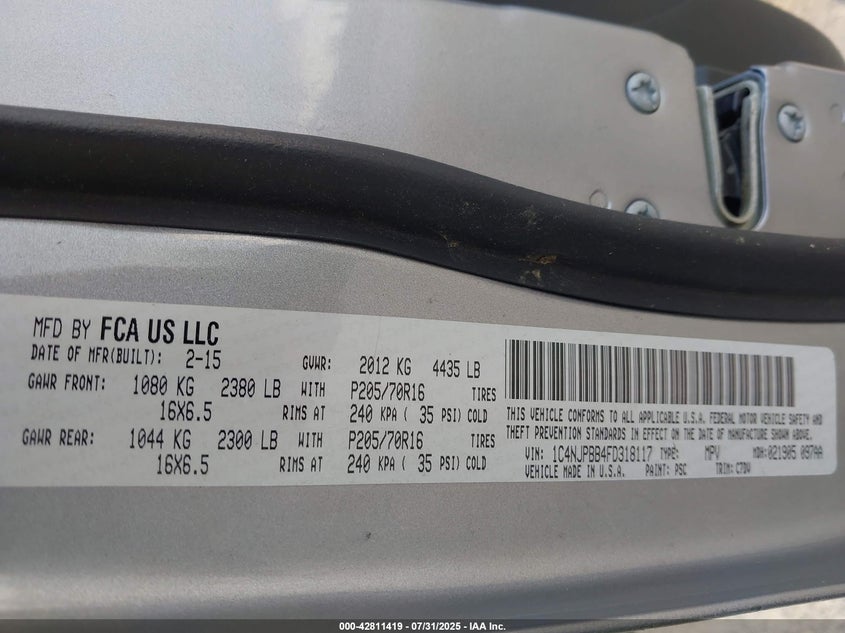 MFD BY FCA US LLC
DATE OF MFR(BUILT): 2-15 GVWR: 2012 KG 4435 LB
GAWR FRONT: 1080 KG 2380 LB WITH P205/70R16 TIRES
16X6.5 RIMS AT 240 KPA ( 35 PSI) COLD
GAWR REAR: 1044 KG 2300 LB WITH P205/70R16 TIRES
16X6.5 RIMS AT 240 KPA ( 35 PSI) COLD
THIS VEHICLE CONFORMS TO ALL APPLICABLE U.S.A. FEDERAL MOTOR VEHICLE SAFETY AND
THEFT PREVENTION STANDARDS IN EFFECT ON THE DATE OF MANUFACTURE SHOWN ABOVE.
VIN: 1C4NJPBB4FD318117 TYPE: MPV MDH:021905 097AA
VEHICLE MADE IN U.S.A. PAINT: PSC TRIM: C7DV
000-42811419 - 07/31/2025 - IAA Inc.